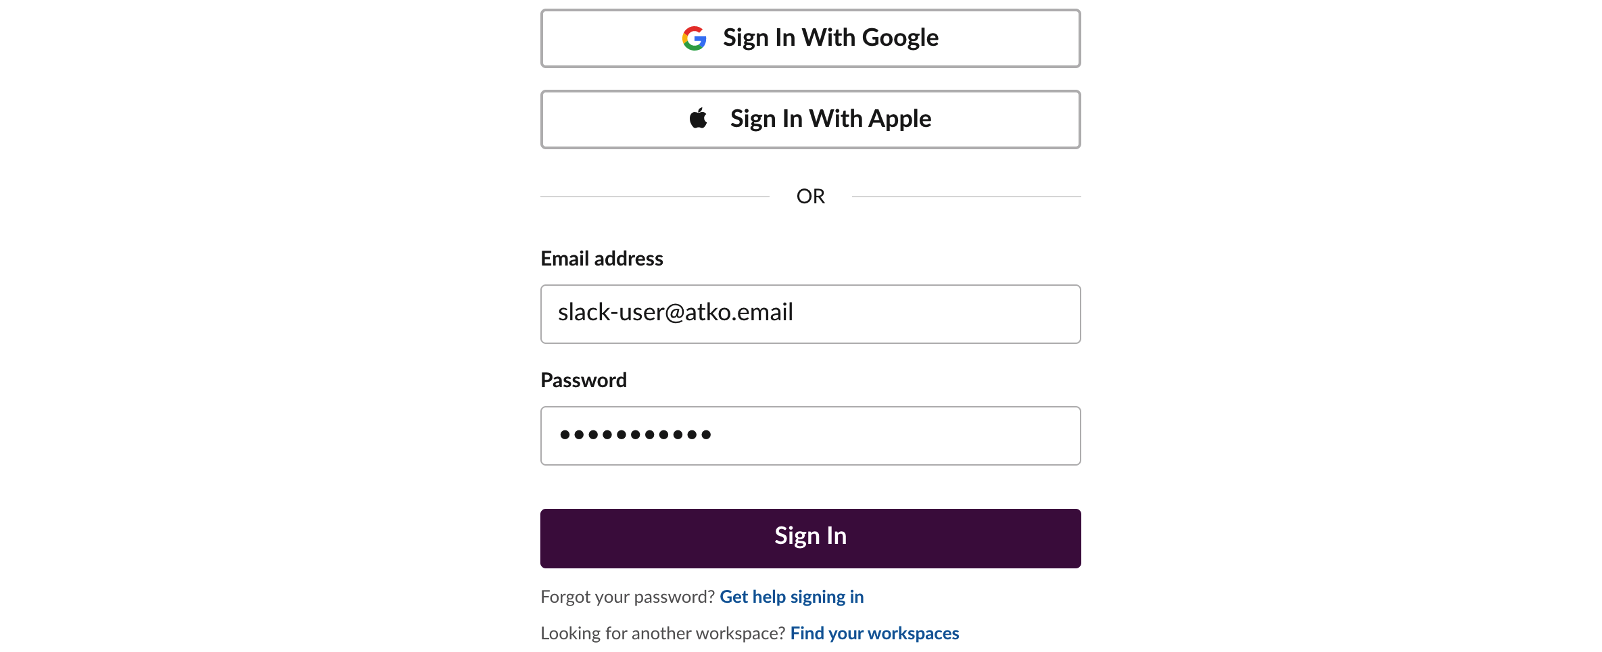 Sign In With Google
Sign In With Apple
OR
Email address
slack-user@atko.email
Password
•••••••••••
Sign In
Forgot your password? Get help signing in
Looking for another workspace? Find your workspaces